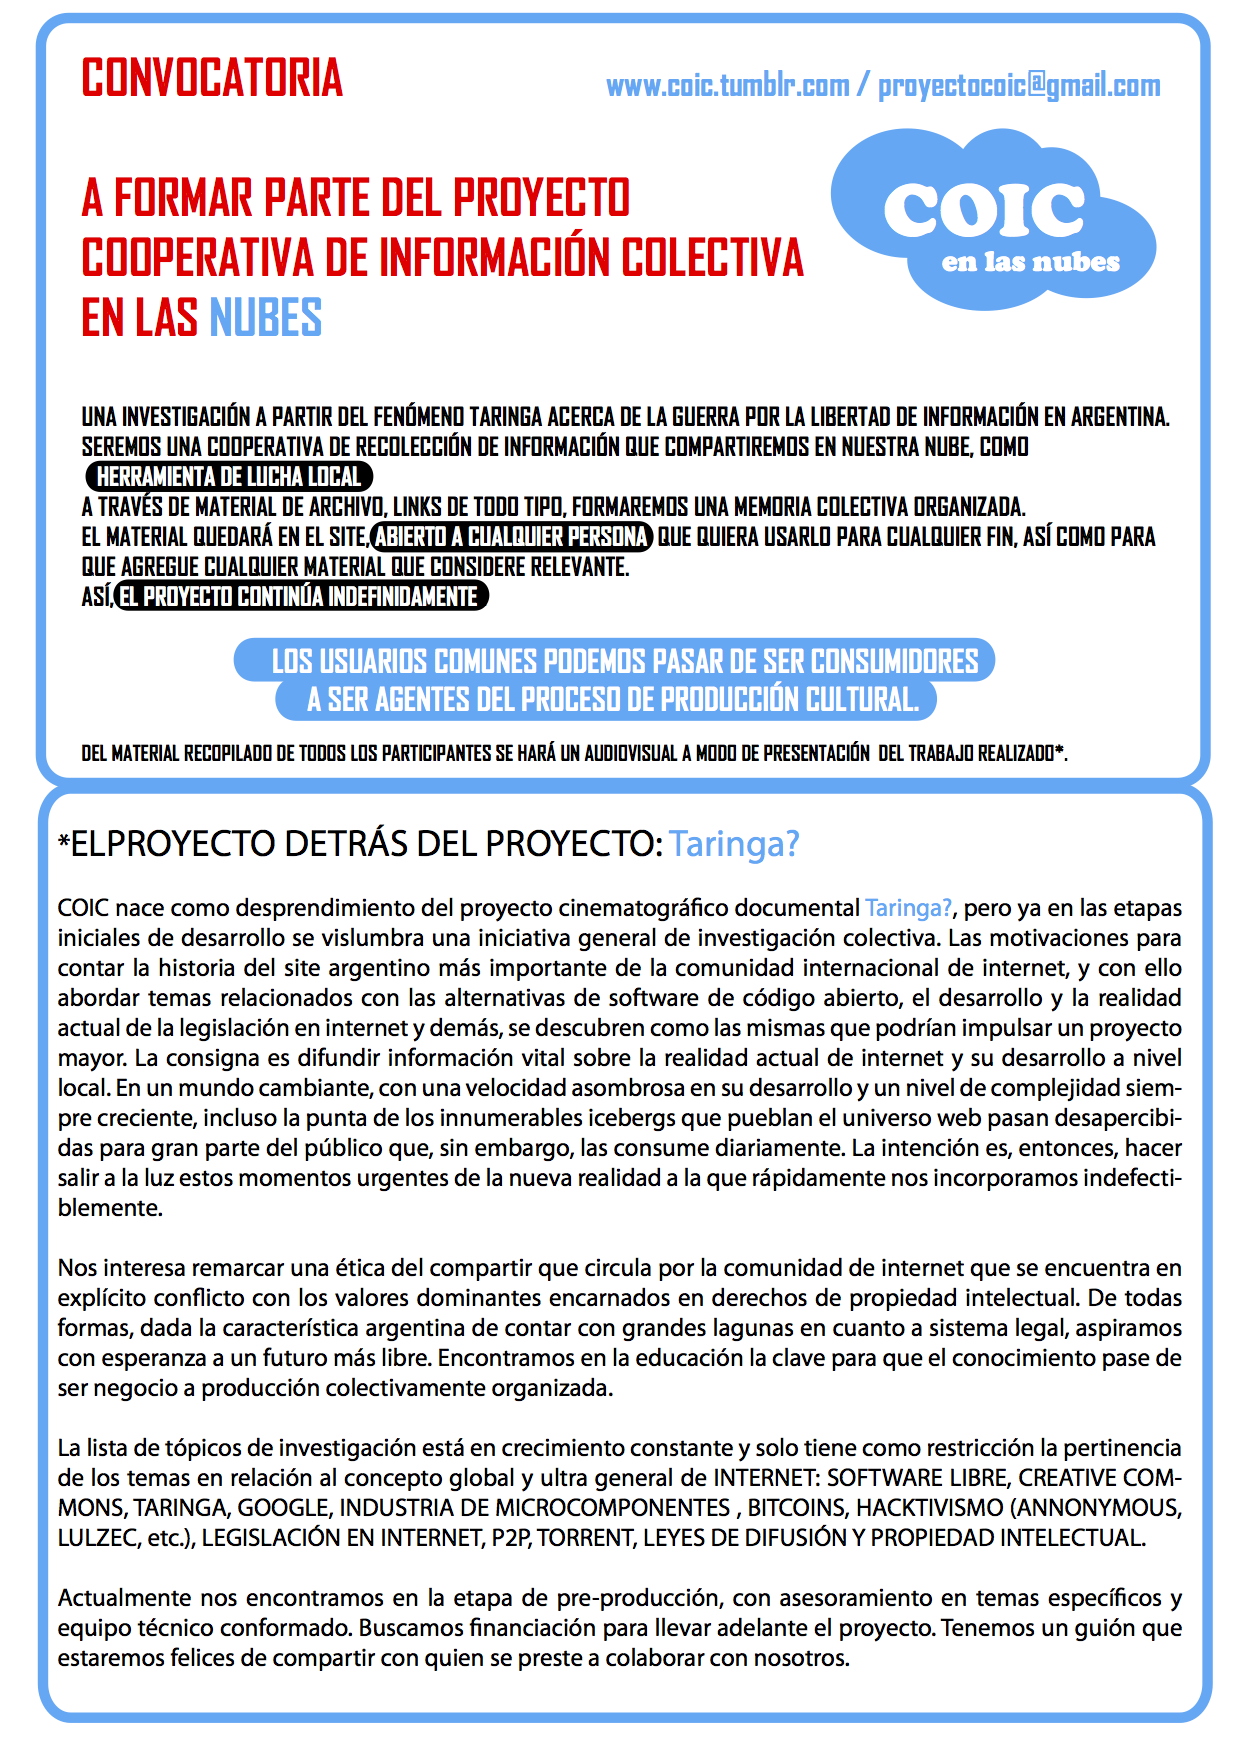 CONVOCATORIA
www.coic.tumblr.com / proyectocoic@gmail.com
A FORMAR PARTE DEL PROYECTO
COOPERATIVA DE INFORMACIÓN COLECTIVA
EN LAS NUBES
COIC
en las nubes
UNA INVESTIGACIÓN A PARTIR DEL FENÓMENO TARINGA ACERCA DE LA GUERRA POR LA LIBERTAD DE INFORMACIÓN EN ARGENTINA.
SEREMOS UNA COOPERATIVA DE RECOLECCIÓN DE INFORMACIÓN QUE COMPARTIREMOS EN NUESTRA NUBE, COMO
HERRAMIENTA DE LUCHA LOCAL
A TRAVÉS DE MATERIAL DE ARCHIVO, LINKS DE TODO TIPO, FORMAREMOS UNA MEMORIA COLECTIVA ORGANIZADA.
EL MATERIAL QUEDARÁ EN EL SITE, ABIERTO A CUALQUIER PERSONA QUE QUIERA USARLO PARA CUALQUIER FIN, ASÍ COMO PARA
QUE AGREGUE CUALQUIER MATERIAL QUE CONSIDERE RELEVANTE.
ASÍ, EL PROYECTO CONTINÚA INDEFINIDAMENTE
LOS USUARIOS COMUNES PODEMOS PASAR DE SER CONSUMIDORES
A SER AGENTES DEL PROCESO DE PRODUCCIÓN CULTURAL.
DEL MATERIAL RECOPILADO DE TODOS LOS PARTICIPANTES SE HARÁ UN AUDIOVISUAL A MODO DE PRESENTACIÓN DEL TRABAJO REALIZADO*.
*ELPROYECTO DETRÁS DEL PROYECTO: Taringa?
COIC nace como desprendimiento del proyecto cinematográfico documental Taringa?, pero ya en las etapas
iniciales de desarrollo se vislumbra una iniciativa general de investigación colectiva. Las motivaciones para
contar la historia del site argentino más importante de la comunidad internacional de internet, y con ello
abordar temas relacionados con las alternativas de software de código abierto, el desarrollo y la realidad
actual de la legislación en internet y demás, se descubren como las mismas que podrían impulsar un proyecto
mayor. La consigna es difundir información vital sobre la realidad actual de internet y su desarrollo a nivel
local. En un mundo cambiante, con una velocidad asombrosa en su desarrollo y un nivel de complejidad siem-
pre creciente, incluso la punta de los innumerables icebergs que pueblan el universo web pasan desapercibi-
das para gran parte del público que, sin embargo, las consume diariamente. La intención es, entonces, hacer
salir a la luz estos momentos urgentes de la nueva realidad a la que rápidamente nos incorporamos indefecti-
blemente.
Nos interesa remarcar una ética del compartir que circula por la comunidad de internet que se encuentra en
explícito conflicto con los valores dominantes encarnados en derechos de propiedad intelectual. De todas
formas, dada la característica argentina de contar con grandes lagunas en cuanto a sistema legal, aspiramos
con esperanza a un futuro más libre. Encontramos en la educación la clave para que el conocimiento pase de
ser negocio a producción colectivamente organizada.
La lista de tópicos de investigación está en crecimiento constante y solo tiene como restricción la pertinencia
de los temas en relación al concepto global y ultra general de INTERNET: SOFTWARE LIBRE, CREATIVE COM-
MONS, TARINGA, GOOGLE, INDUSTRIA DE MICROCOMPONENTES , BITCOINS, HACKTIVISMO (ANNONYMOUS,
LULZEC, etc.), LEGISLACIÓN EN INTERNET, P2P, TORRENT, LEYES DE DIFUSIÓN Y PROPIEDAD INTELECTUAL.
Actualmente nos encontramos en la etapa de pre-producción, con asesoramiento en temas específicos y
equipo técnico conformado. Buscamos financiación para llevar adelante el proyecto. Tenemos un guión que
estaremos felices de compartir con quien se preste a colaborar con nosotros.